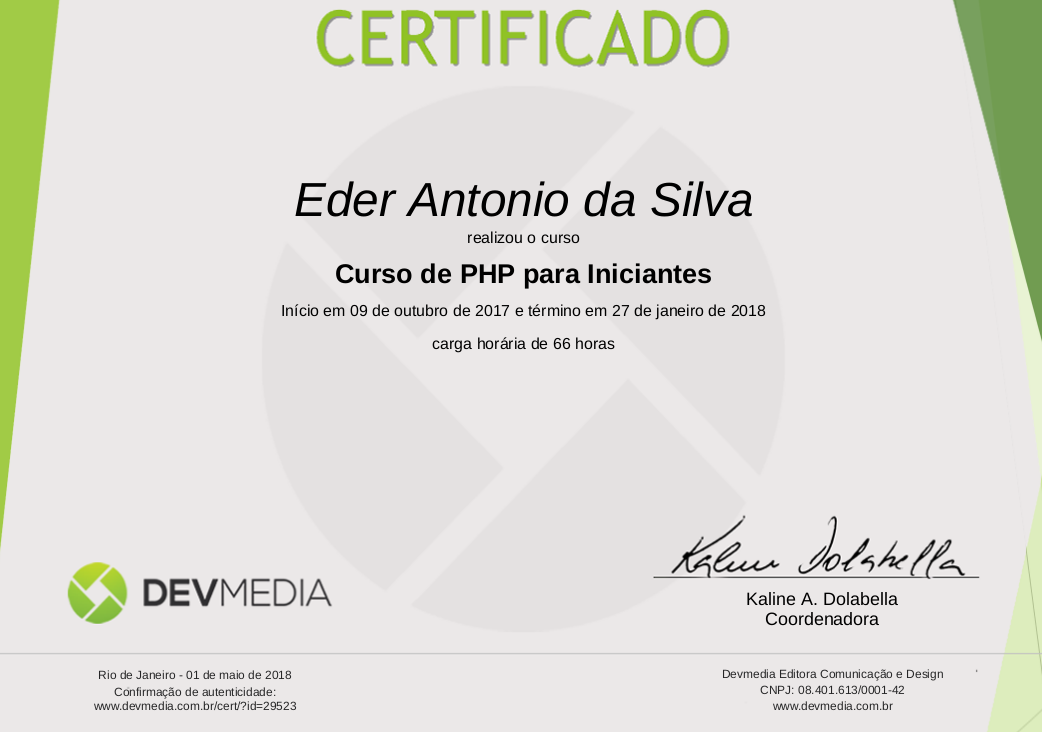 CERTIFICADO
Eder Antonio da Silva
realizou o curso
Curso de PHP para Iniciantes
Início em 09 de outubro de 2017 e término em 27 de janeiro de 2018
carga horária de 66 horas
Kaline Dolabella
DEVMEDIA
Kaline A. Dolabella
Coordenadora
Rio de Janeiro - 01 de maio de 2018
Confirmação de autenticidade:
www.devmedia.com.br/cert/?id=29523
Devmedia Editora Comunicação e Design
CNPJ: 08.401.613/0001-42
www.devmedia.com.br